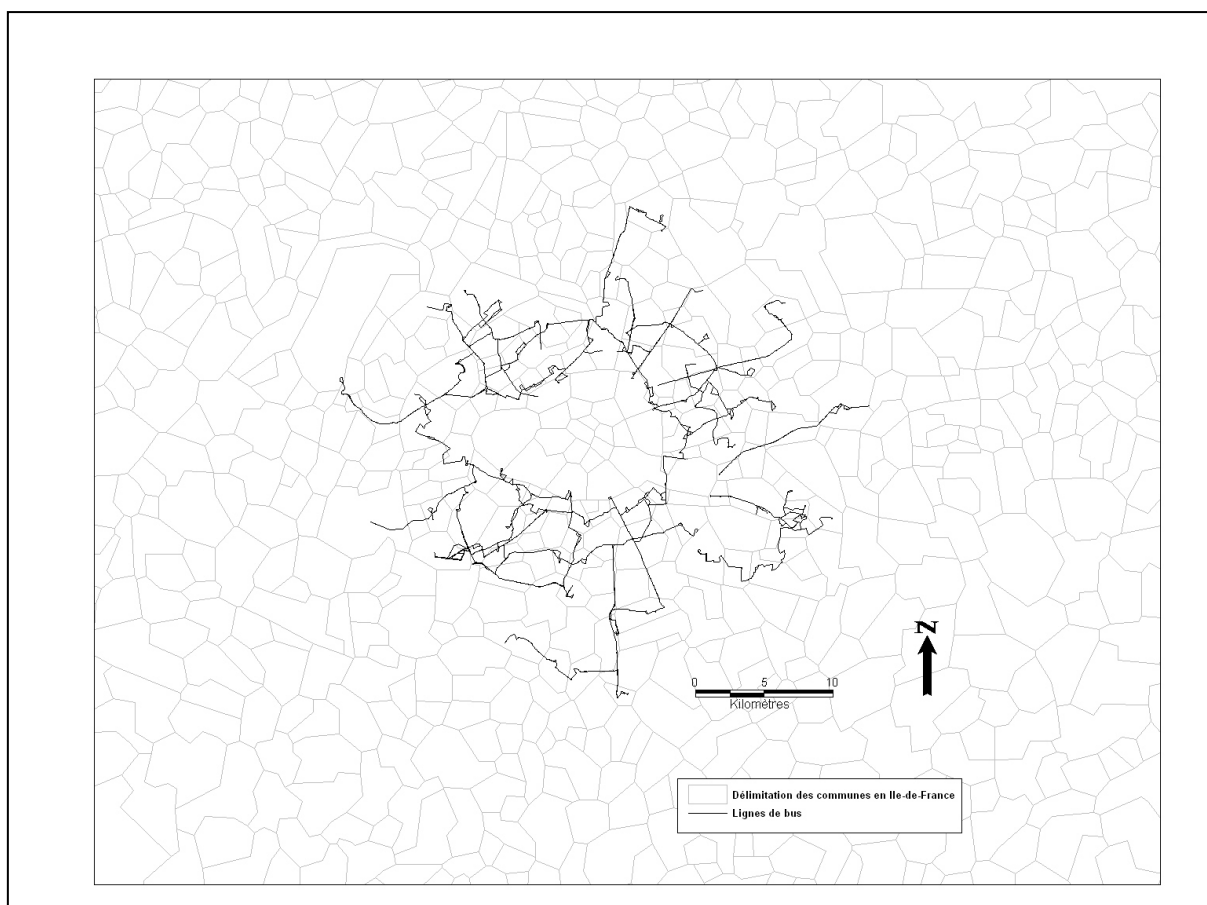 N
0 5 10
Kilomètres
Délimitation des communes en Ile-de-France
Lignes de bus